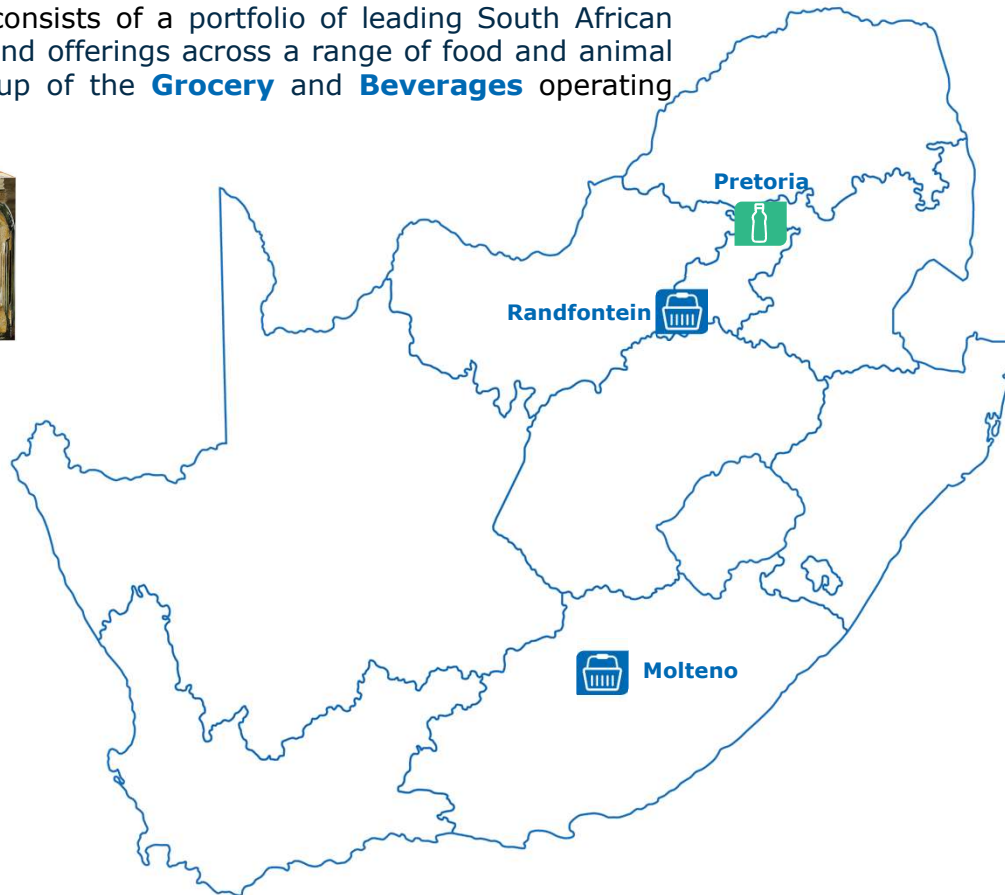 consists of a portfolio of leading South African
nd offerings across a range of food and animal
up of the Grocery and Beverages operating
Pretoria
Randfontein
Molteno